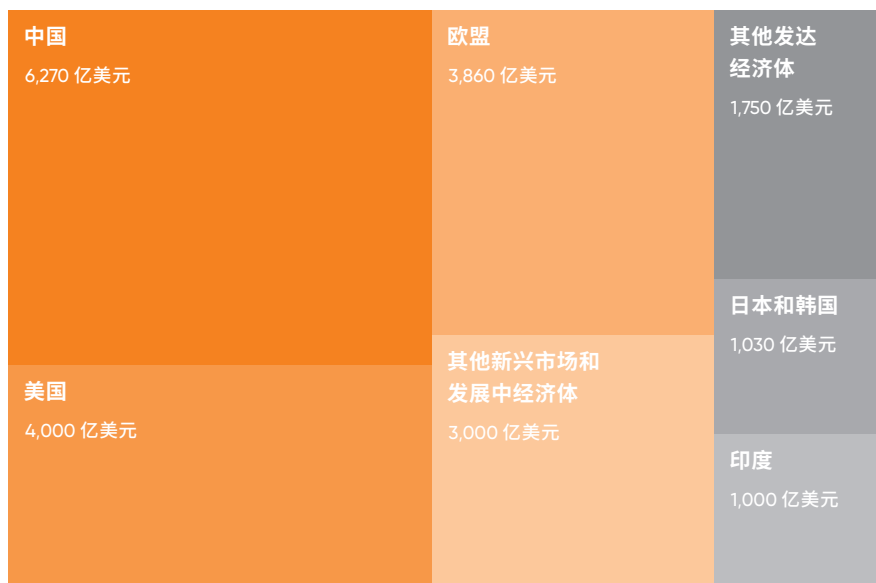 中国
6,270 亿美元
美国
4,000 亿美元
欧盟
3,860 亿美元
其他新兴市场和
发展中经济体
3,000 亿美元
其他发达
经济体
1,750 亿美元
日本和韩国
1,030 亿美元
印度
1,000 亿美元